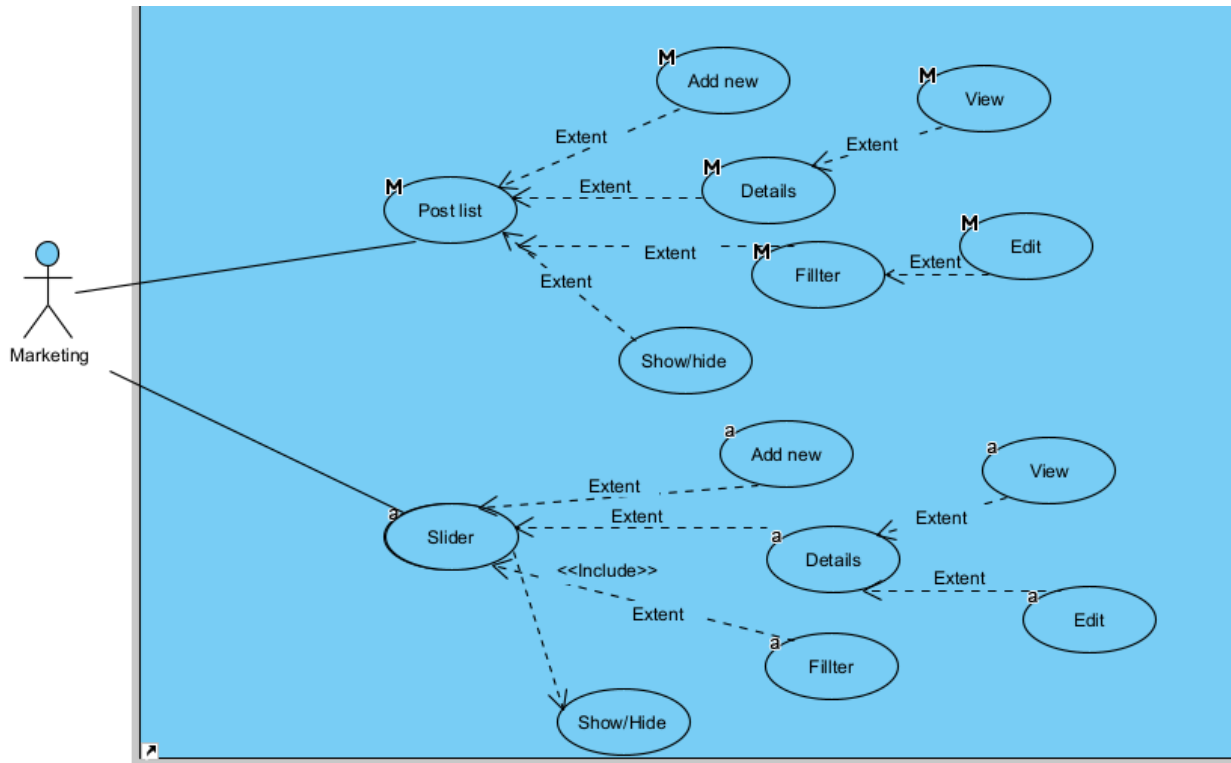 M
Add new
M
View
Extent
Extent
M
Details
M
Post list
Extent
M
Edit
Extent
M
Fillter
Extent
Extent
Marketing
Show/hide
a
Add new
a
View
Extent
Extent
Extent
a
Slider
a
Details
<<Include>>
Extent
a
Edit
Extent
a
Fillter
Show/Hide